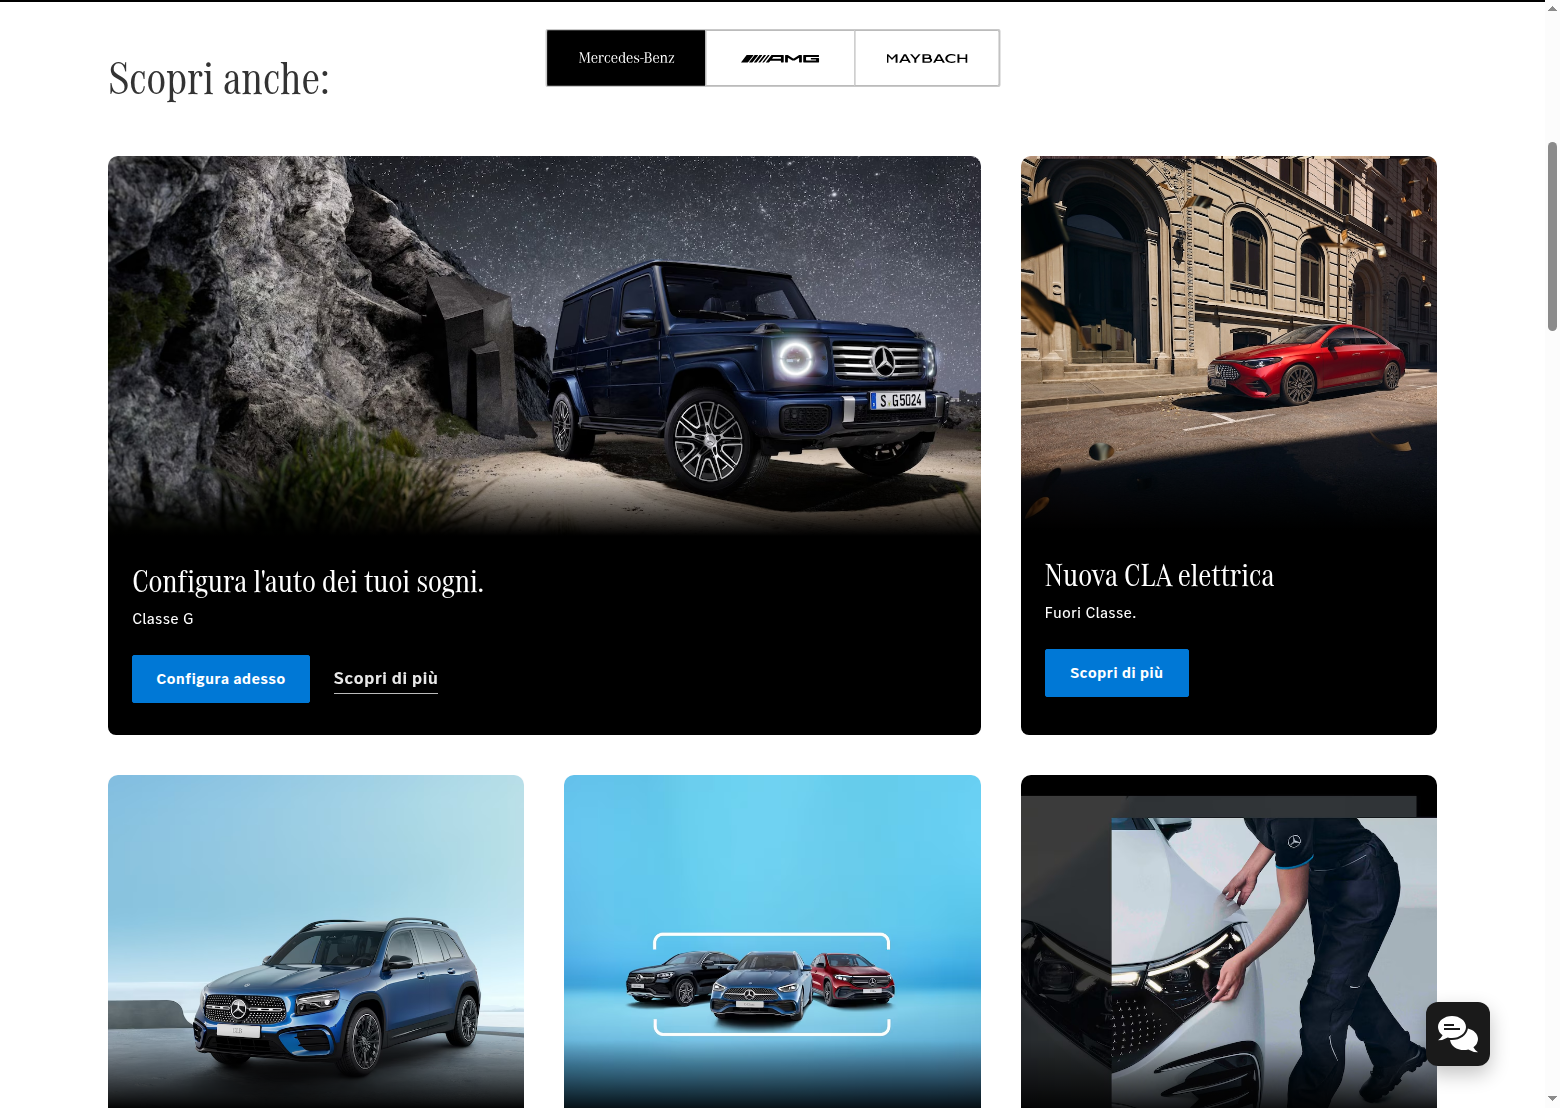 Scopri anche:
Mercedes-Benz
AMG
MAYBACH
S G 5024
Configura l'auto dei tuoi sogni.
Classe G
Configura adesso
Scopri di più
Nuova CLA elettrica
Fuori Classe.
Scopri di più